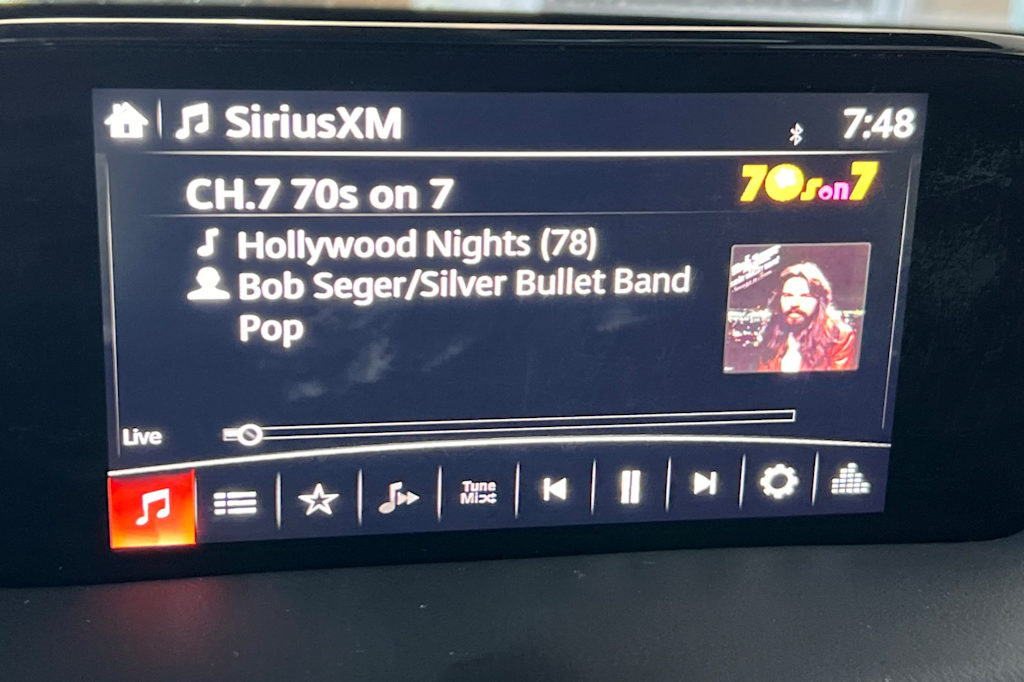 SiriusXM
7:48
CH.7 70s on 7
70s on 7
Hollywood Nights (78)
Bob Seger/Silver Bullet Band
Pop
Live
Tune
Mix